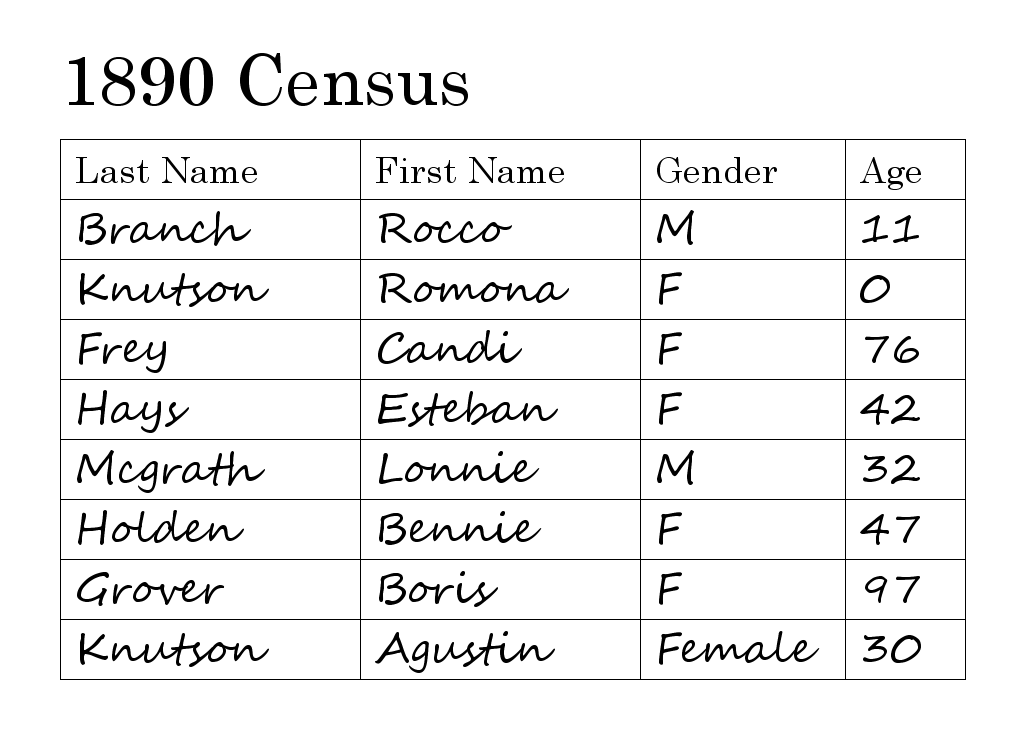 1890 Census
Last Name First Name Gender Age
Branch Rocco M 11
Knutson Romona F 0
Frey Candi F 76
Hays Esteban F 42
Mcgrath Lonnie M 32
Holden Bennie F 47
Grover Boris F 97
Knutson Agustin Female 30